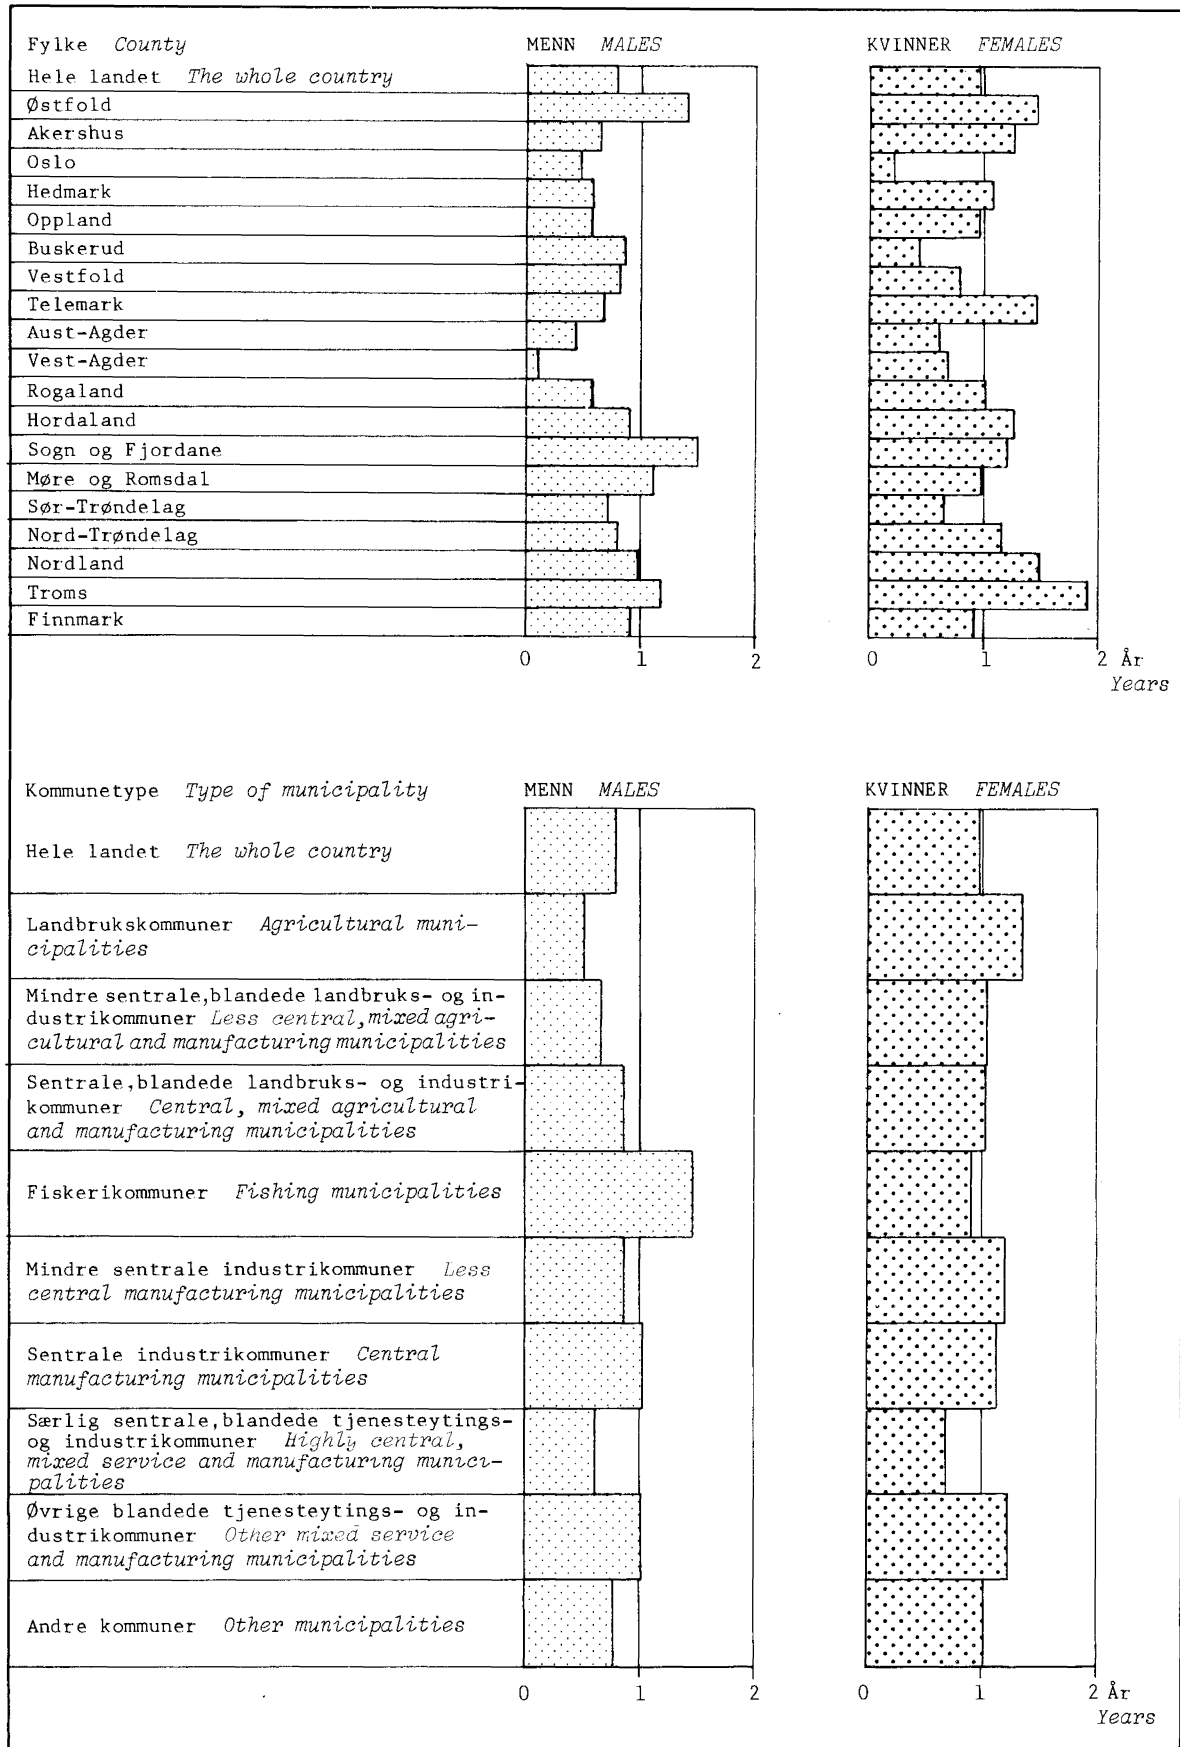 Fylke County MENN MALES KVINNER FEMALES
Hele landet The whole country
Østfold
Akershus
Oslo
Hedmark
Oppland
Buskerud
Vestfold
Telemark
Aust-Agder
Vest-Agder
Rogaland
Hordaland
Sogn og Fjordane
Møre og Romsdal
Sør-Trøndelag
Nord-Trøndelag
Nordland
Troms
Finnmark
0 1 2 0 1 2 År
Years
Kommunetype Type of municipality MENN MALES KVINNER FEMALES
Hele landet The whole country
Landbrukskommuner Agricultural muni-
cipalities
Mindre sentrale,blandede landbruks- og in-
dustrikommuner Less central,mixed agri-
cultural and manufacturing municipalities
Sentrale,blandede landbruks- og industri-
kommuner Central, mixed agricultural
and manufacturing municipalities
Fiskerikommuner Fishing municipalities
Mindre sentrale industrikommuner Less
central manufacturing municipalities
Sentrale industrikommuner Central
manufacturing municipalities
Særlig sentrale,blandede tjenesteytings-
og industrikommuner Highly central,
mixed service and manufacturing munici-
palities
Øvrige blandede tjenesteytings- og in-
dustrikommuner Other mixed service
and manufacturing municipalities
Andre kommuner Other municipalities
0 1 2 0 1 2 År
Years